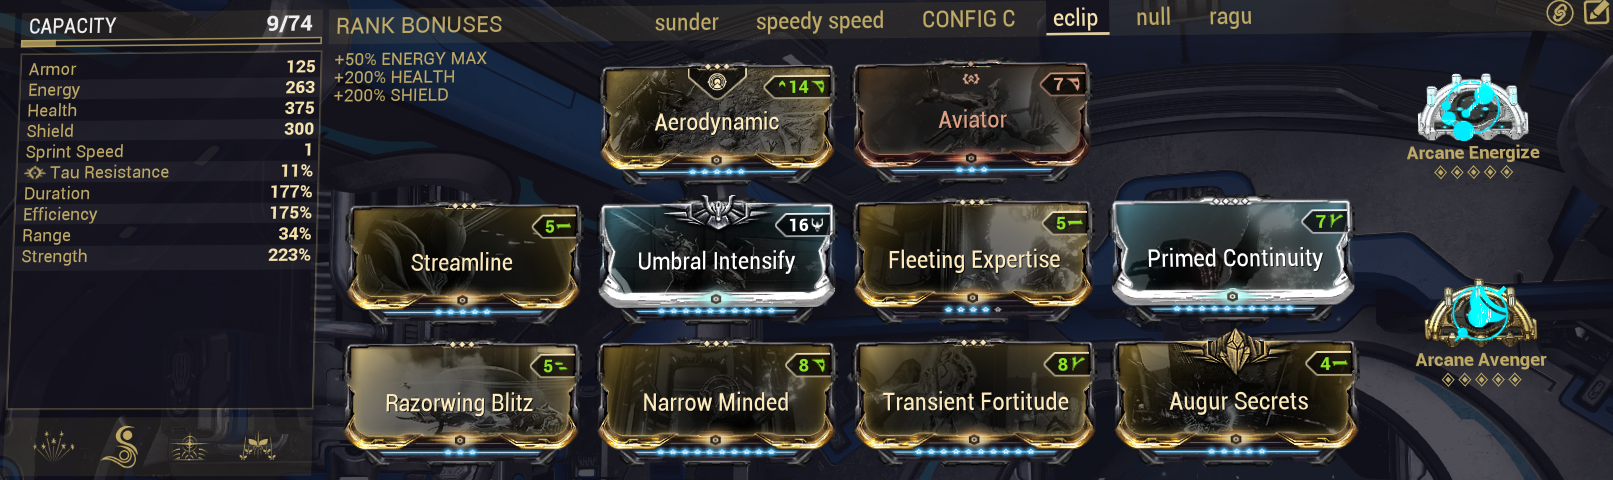 CAPACITY 9/74
RANK BONUSES
sunder speedy speed CONFIG C eclip null ragu
+50% ENERGY MAX
+200% HEALTH
+200% SHIELD
Armor 125
Energy 263
Health 375
Shield 300
Sprint Speed 1
Tau Resistance 11%
Duration 177%
Efficiency 175%
Range 34%
Strength 223%
14
Aerodynamic
7
Aviator
Arcane Energize
5
Streamline
16
Umbral Intensify
5
Fleeting Expertise
7
Primed Continuity
5
Razorwing Blitz
8
Narrow Minded
8
Transient Fortitude
4
Augur Secrets
Arcane Avenger